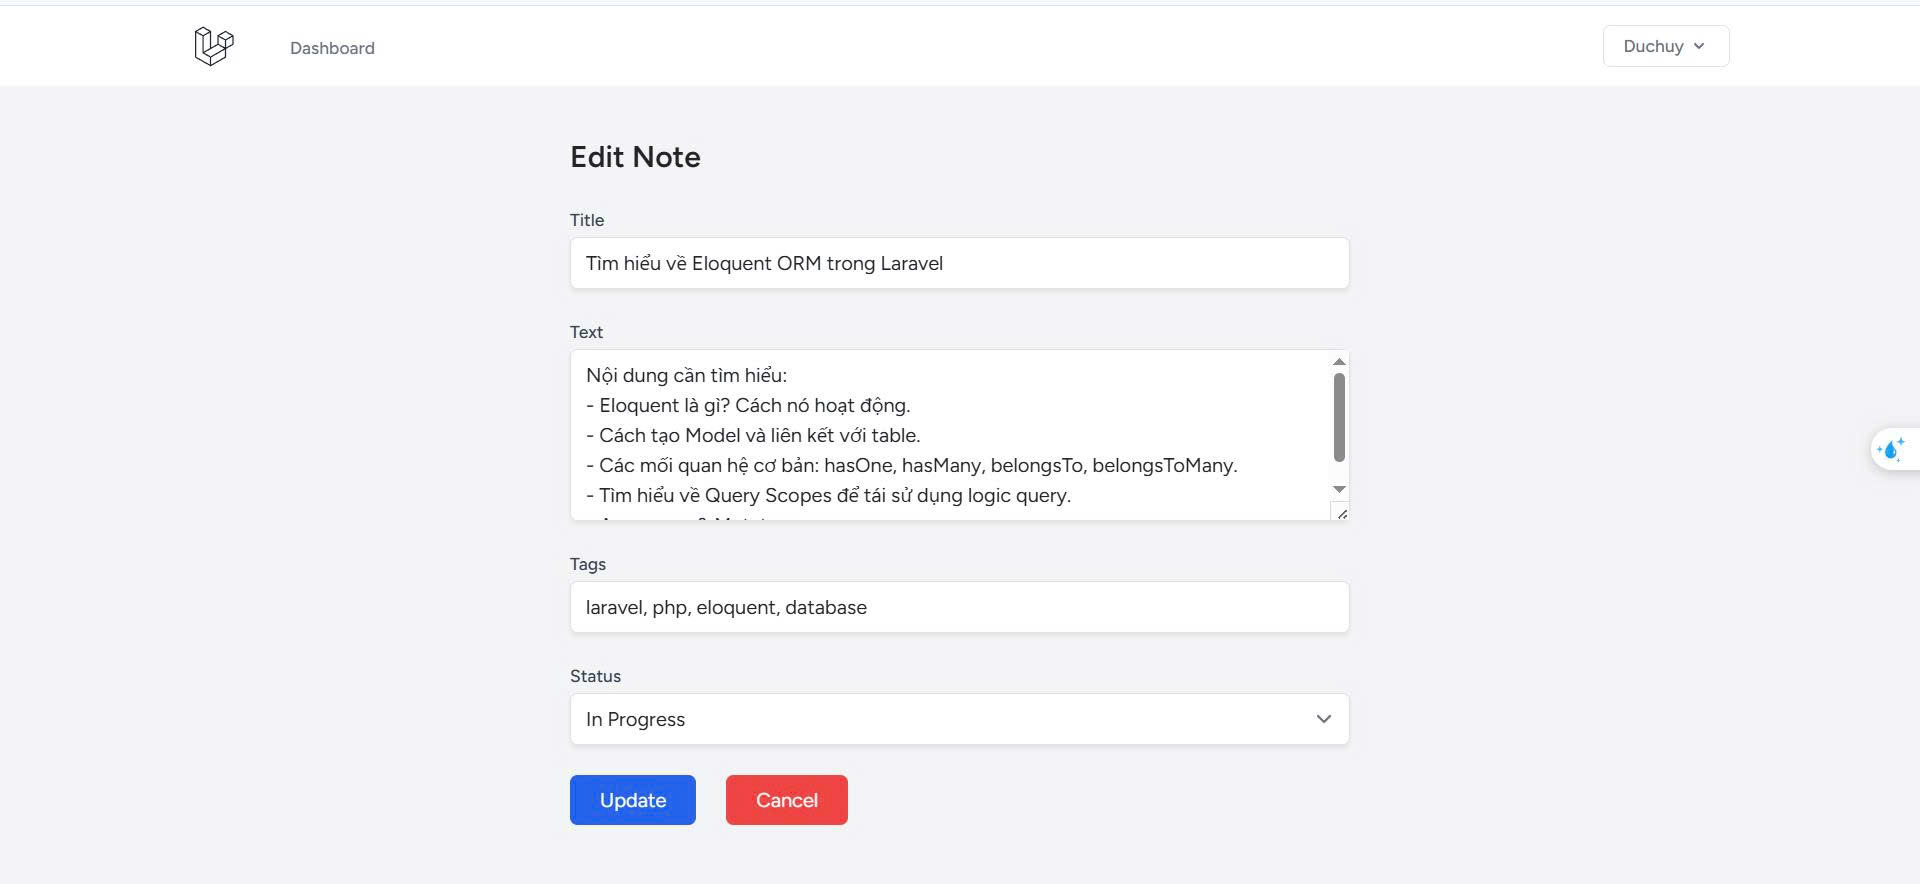 Dashboard
Duchuy
Edit Note
Title
Tìm hiểu về Eloquent ORM trong Laravel
Text
Nội dung cần tìm hiểu:
- Eloquent là gì? Cách nó hoạt động.
- Cách tạo Model và liên kết với table.
- Các mối quan hệ cơ bản: hasOne, hasMany, belongsTo, belongsToMany.
- Tìm hiểu về Query Scopes để tái sử dụng logic query.
Tags
laravel, php, eloquent, database
Status
In Progress
Update
Cancel